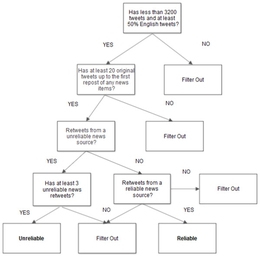 Has less than 3200
tweets and at least
50% English tweets?
YES
NO
Has at least 20 original
tweets up to the first
repost of any news
items?
Filter Out
YES
NO
Retweets from a
unreliable news
source?
Filter Out
YES
NO
Has at least 3
unreliable news
retweets?
Retweets from a
reliable news
source?
NO
Filter Out
YES
NO
NO
YES
Unreliable
Filter Out
Reliable